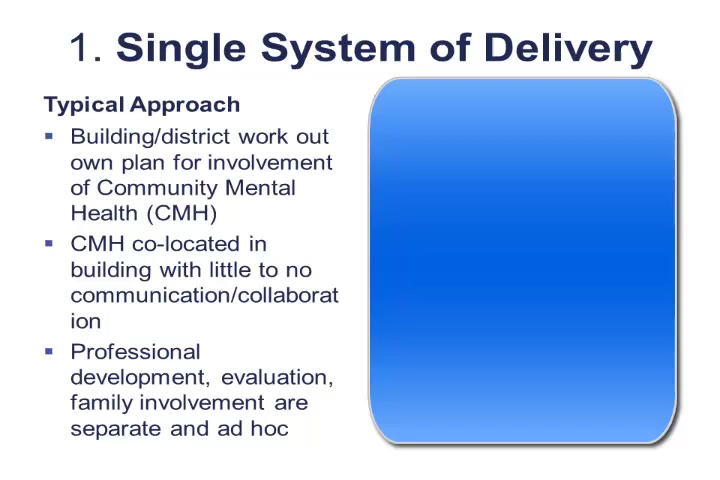 1. Single System of Delivery
Typical Approach
▪ Building/district work out
own plan for involvement
of Community Mental
Health (CMH)
▪ CMH co-located in
building with little to no
communication/collaborat
ion
▪ Professional
development, evaluation,
family involvement are
separate and ad hoc